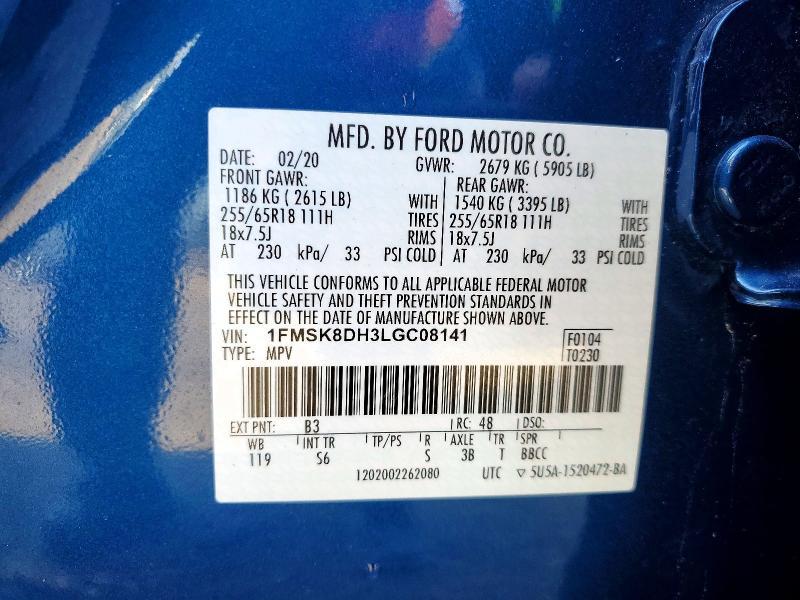 MFD. BY FORD MOTOR CO.
DATE: 02/20 GVWR: 2679 KG ( 5905 LB)
FRONT GAWR: REAR GAWR:
1186 KG ( 2615 LB) WITH 1540 KG ( 3395 LB) WITH
255/65R18 111H TIRES 255/65R18 111H TIRES
18x7.5J RIMS 18x7.5J RIMS
AT 230 kPa/ 33 PSI COLD AT 230 kPa/ 33 PSI COLD
THIS VEHICLE CONFORMS TO ALL APPLICABLE FEDERAL MOTOR
VEHICLE SAFETY AND THEFT PREVENTION STANDARDS IN
EFFECT ON THE DATE OF MANUFACTURE SHOWN ABOVE.
VIN: 1FMSK8DH3LGC08141 F0104
TYPE: MPV T0230
EXT PNT: B3 RC: 48 DSO:
WB INT TR TP/PS R AXLE TR SPR
119 S6 S 3B T BBCC
1202002262080 UTC ▽ 5U5A-1520472-BA